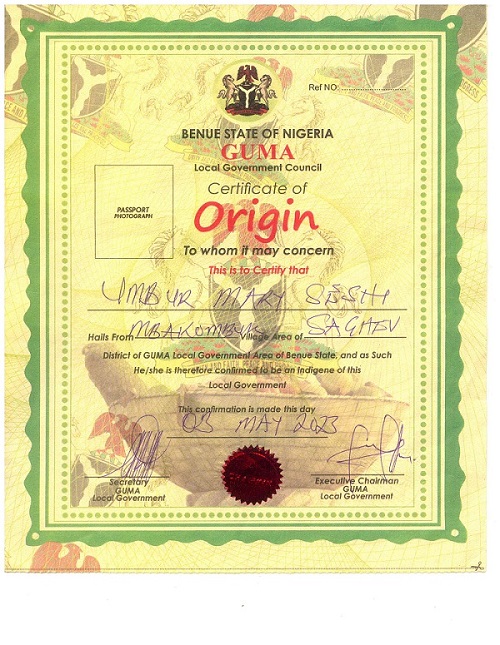 Ref NO.
BENUE STATE OF NIGERIA
GUMA
Local Government Council
Certificate of
Origin
PASSPORT
PHOTOGRAPH
To whom it may concern
This is to Certify that
UMBUR MARY SESHI
Hails From MBAKOMBUR Village Area of SAGHEV
District of GUMA Local Government Area of Benue State, and as Such
He/she is therefore confirmed to be an Indigene of this
Local Government
This confirmation is made this day
03 MAY 2023
Secretary
GUMA
Local Government
Executive Chairman
GUMA
Local Government